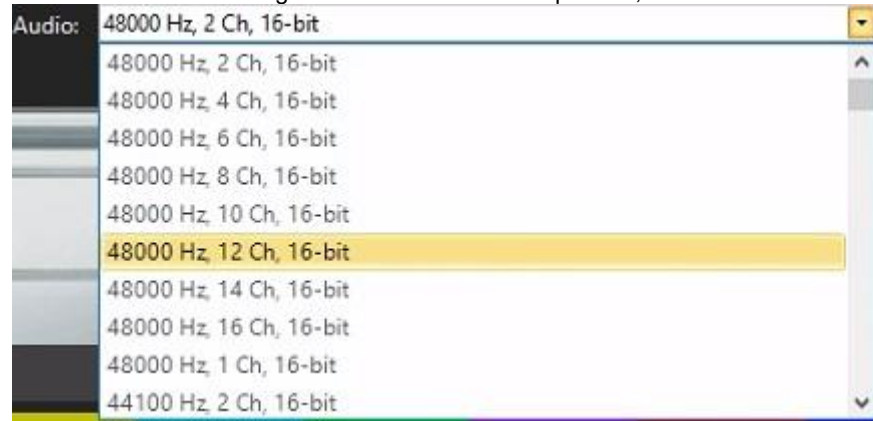 Audio: 48000 Hz, 2 Ch, 16-bit
48000 Hz, 2 Ch, 16-bit
48000 Hz, 4 Ch, 16-bit
48000 Hz, 6 Ch, 16-bit
48000 Hz, 8 Ch, 16-bit
48000 Hz, 10 Ch, 16-bit
48000 Hz, 12 Ch, 16-bit
48000 Hz, 14 Ch, 16-bit
48000 Hz, 16 Ch, 16-bit
48000 Hz, 1 Ch, 16-bit
44100 Hz, 2 Ch, 16-bit